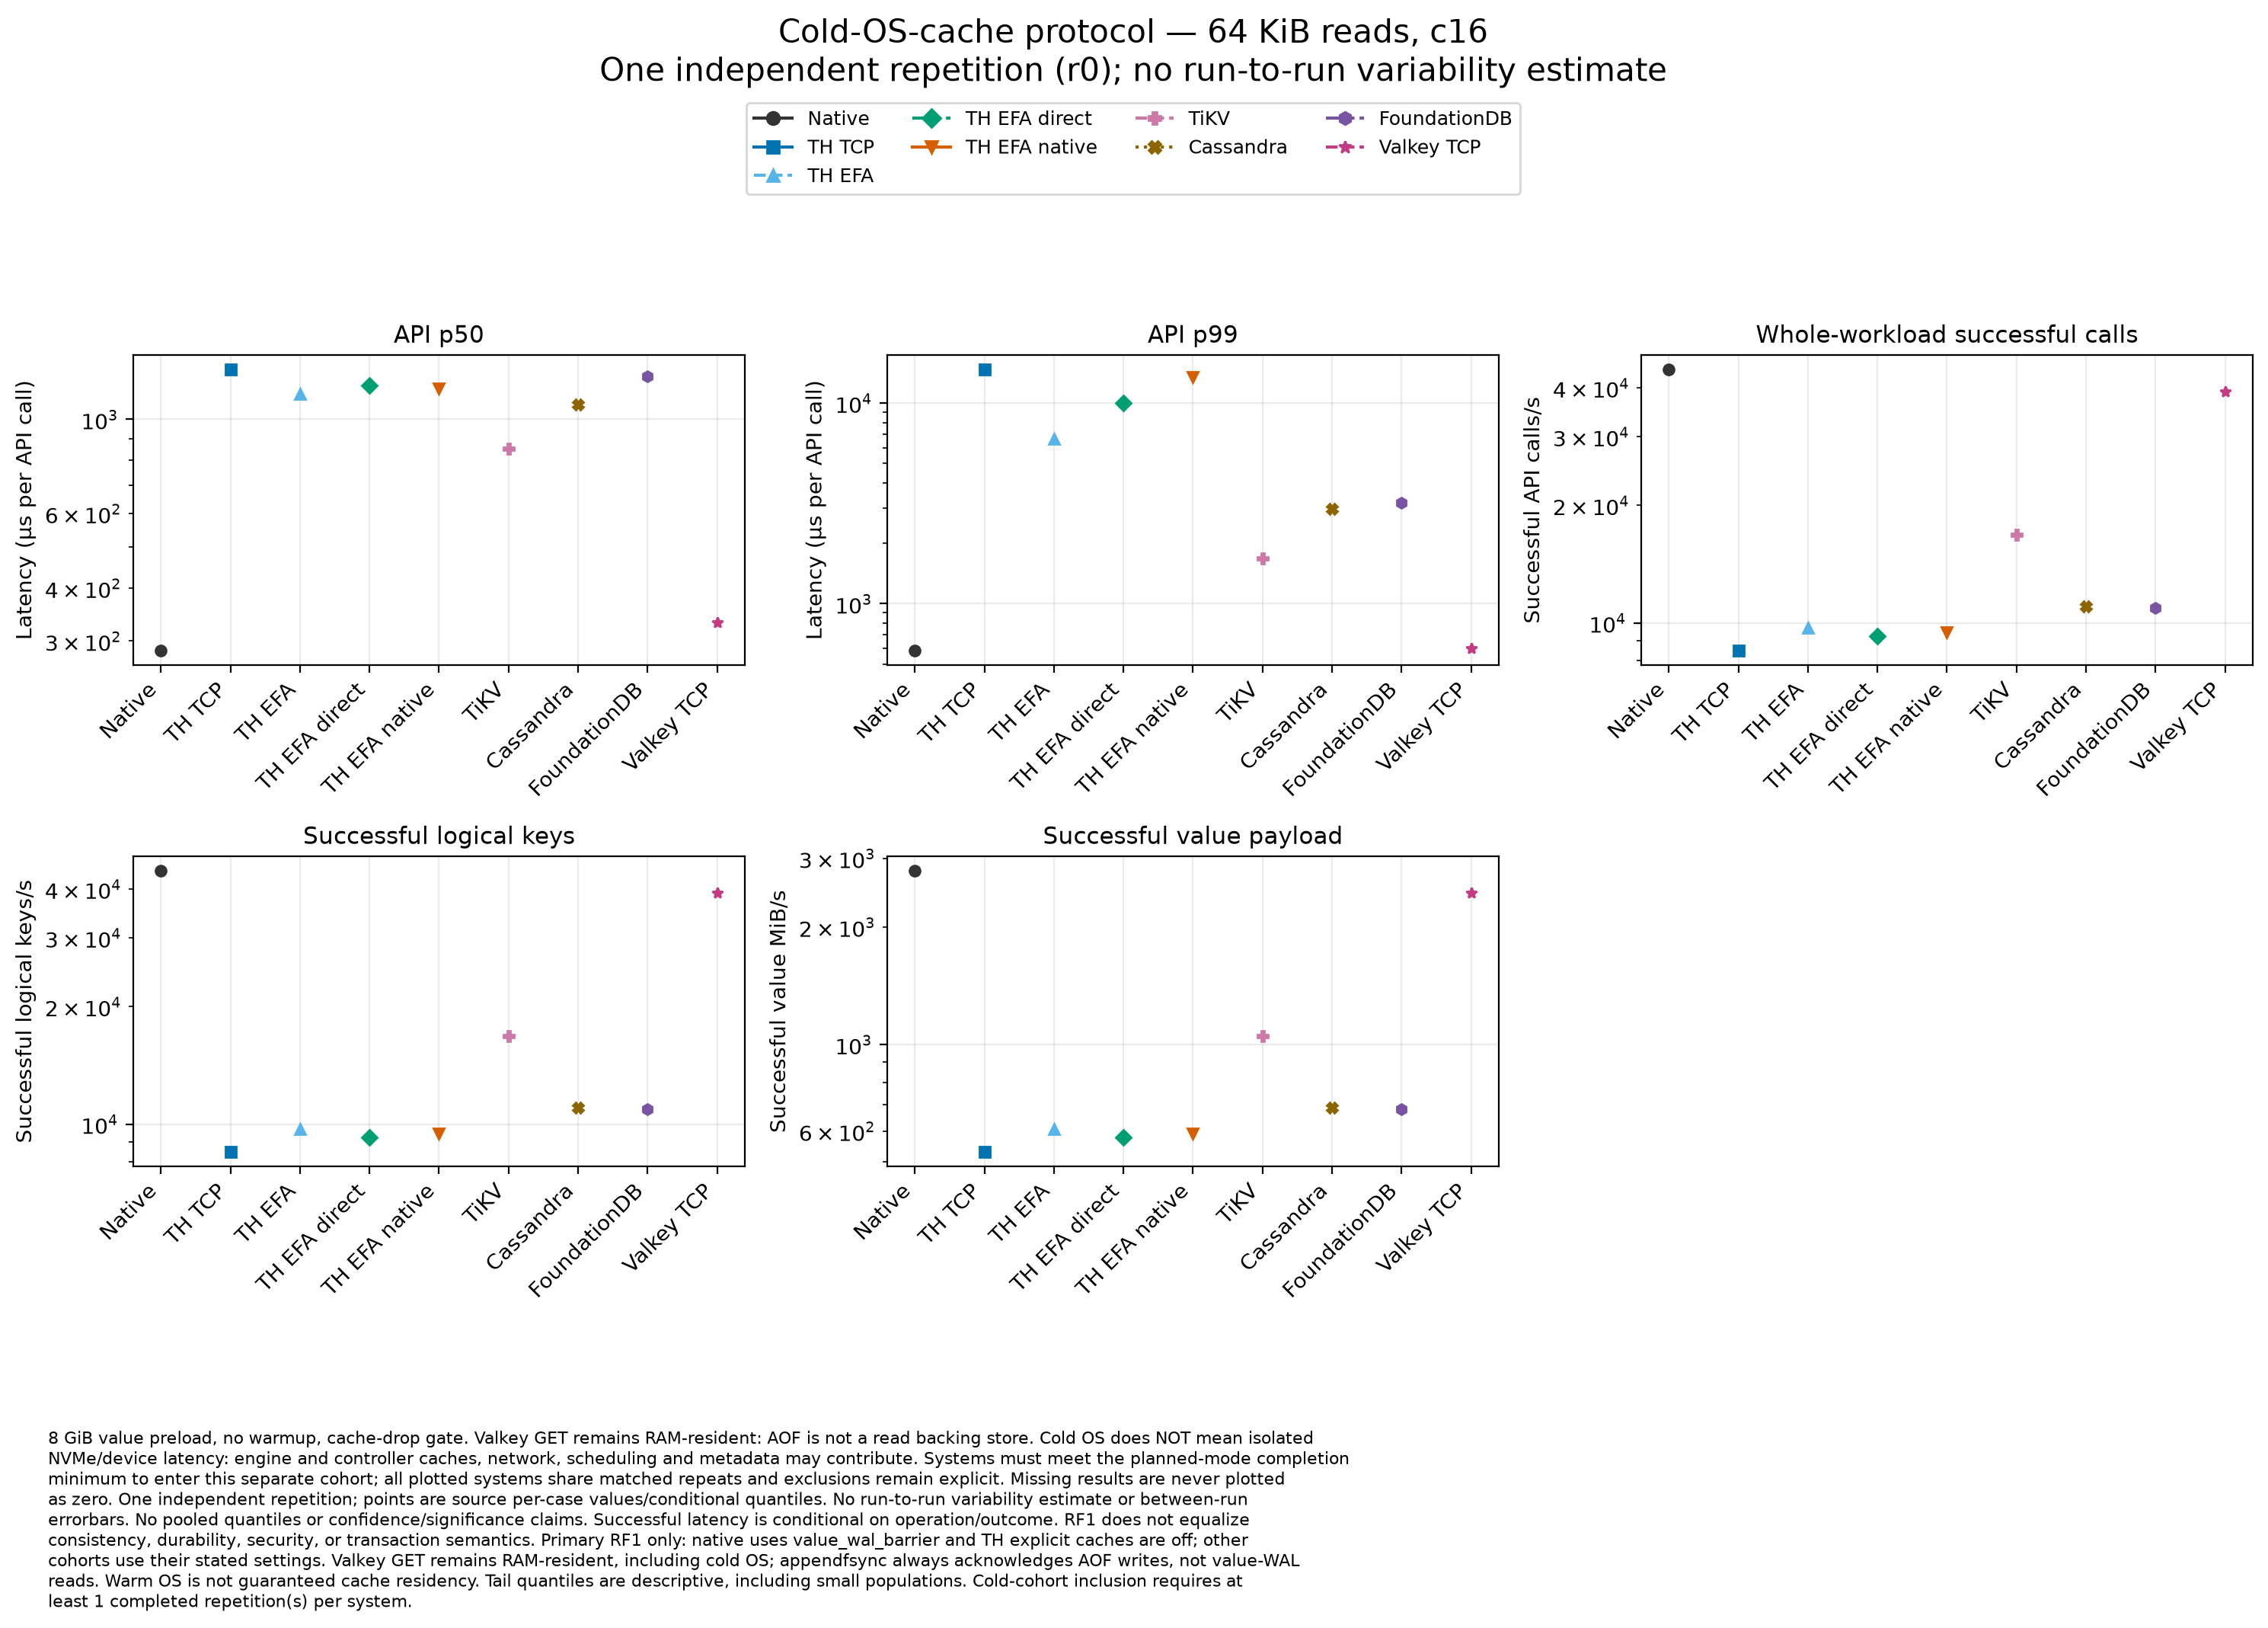 Cold-OS-cache protocol — 64 KiB reads, c16
One independent repetition (r0); no run-to-run variability estimate
Native
TH TCP
TH EFA
TH EFA direct
TH EFA native
TiKV
Cassandra
FoundationDB
Valkey TCP
API p50
Latency (µs per API call)
10³
6 × 10²
4 × 10²
3 × 10²
Native
TH TCP
TH EFA
TH EFA direct
TH EFA native
TiKV
Cassandra
FoundationDB
Valkey TCP
API p99
Latency (µs per API call)
10⁴
10³
Native
TH TCP
TH EFA
TH EFA direct
TH EFA native
TiKV
Cassandra
FoundationDB
Valkey TCP
Whole-workload successful calls
Successful API calls/s
4 × 10⁴
3 × 10⁴
2 × 10⁴
10⁴
Native
TH TCP
TH EFA
TH EFA direct
TH EFA native
TiKV
Cassandra
FoundationDB
Valkey TCP
Successful logical keys
Successful logical keys/s
4 × 10⁴
3 × 10⁴
2 × 10⁴
10⁴
Native
TH TCP
TH EFA
TH EFA direct
TH EFA native
TiKV
Cassandra
FoundationDB
Valkey TCP
Successful value payload
Successful value MiB/s
3 × 10³
2 × 10³
10³
6 × 10²
Native
TH TCP
TH EFA
TH EFA direct
TH EFA native
TiKV
Cassandra
FoundationDB
Valkey TCP
8 GiB value preload, no warmup, cache-drop gate. Valkey GET remains RAM-resident: AOF is not a read backing store. Cold OS does NOT mean isolated
NVMe/device latency: engine and controller caches, network, scheduling and metadata may contribute. Systems must meet the planned-mode completion
minimum to enter this separate cohort; all plotted systems share matched repeats and exclusions remain explicit. Missing results are never plotted
as zero. One independent repetition; points are source per-case values/conditional quantiles. No run-to-run variability estimate or between-run
errorbars. No pooled quantiles or confidence/significance claims. Successful latency is conditional on operation/outcome. RF1 does not equalize
consistency, durability, security, or transaction semantics. Primary RF1 only: native uses value_wal_barrier and TH explicit caches are off; other
cohorts use their stated settings. Valkey GET remains RAM-resident, including cold OS; appendfsync always acknowledges AOF writes, not value-WAL
reads. Warm OS is not guaranteed cache residency. Tail quantiles are descriptive, including small populations. Cold-cohort inclusion requires at
least 1 completed repetition(s) per system.